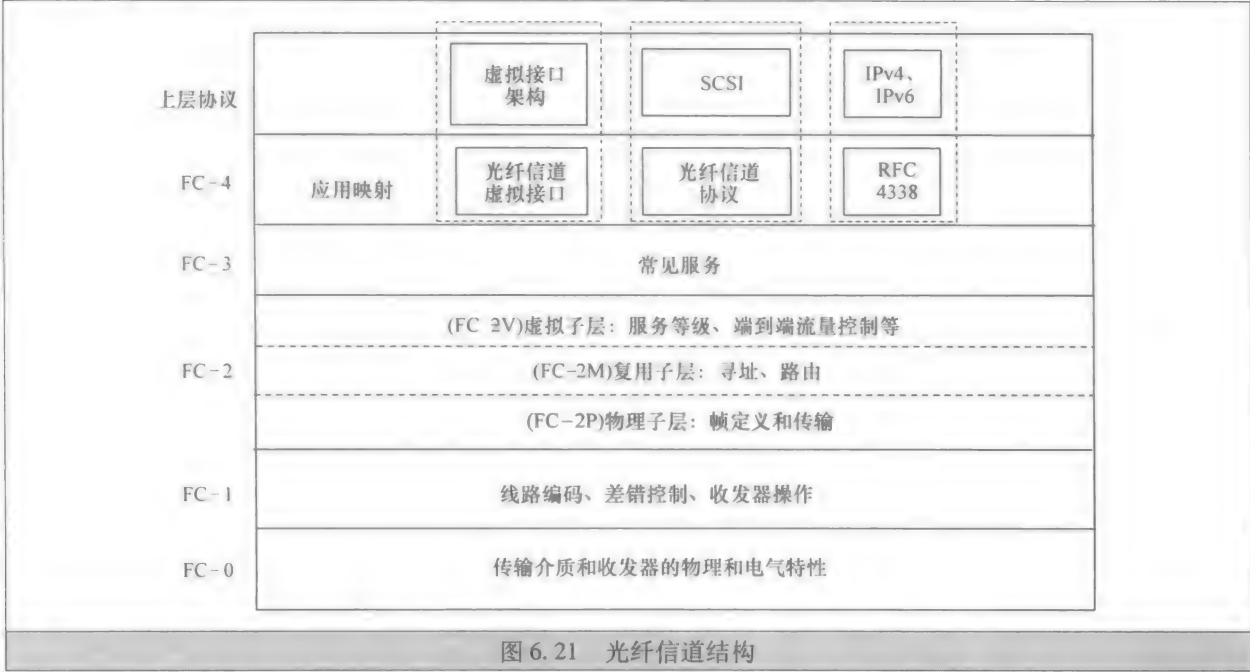 上层协议
虚拟接口
架构
SCSI
IPv4、
IPv6
FC-4
应用映射
光纤信道
虚拟接口
光纤信道
协议
RFC
4338
FC-3
常见服务
(FC-2V)虚拟子层：服务等级、端到端流量控制等
FC-2
(FC-2M)复用子层：寻址、路由
(FC-2P)物理子层：帧定义和传输
FC-1
线路编码、差错控制、收发器操作
FC-0
传输介质和收发器的物理和电气特性
图 6.21 光纤信道结构